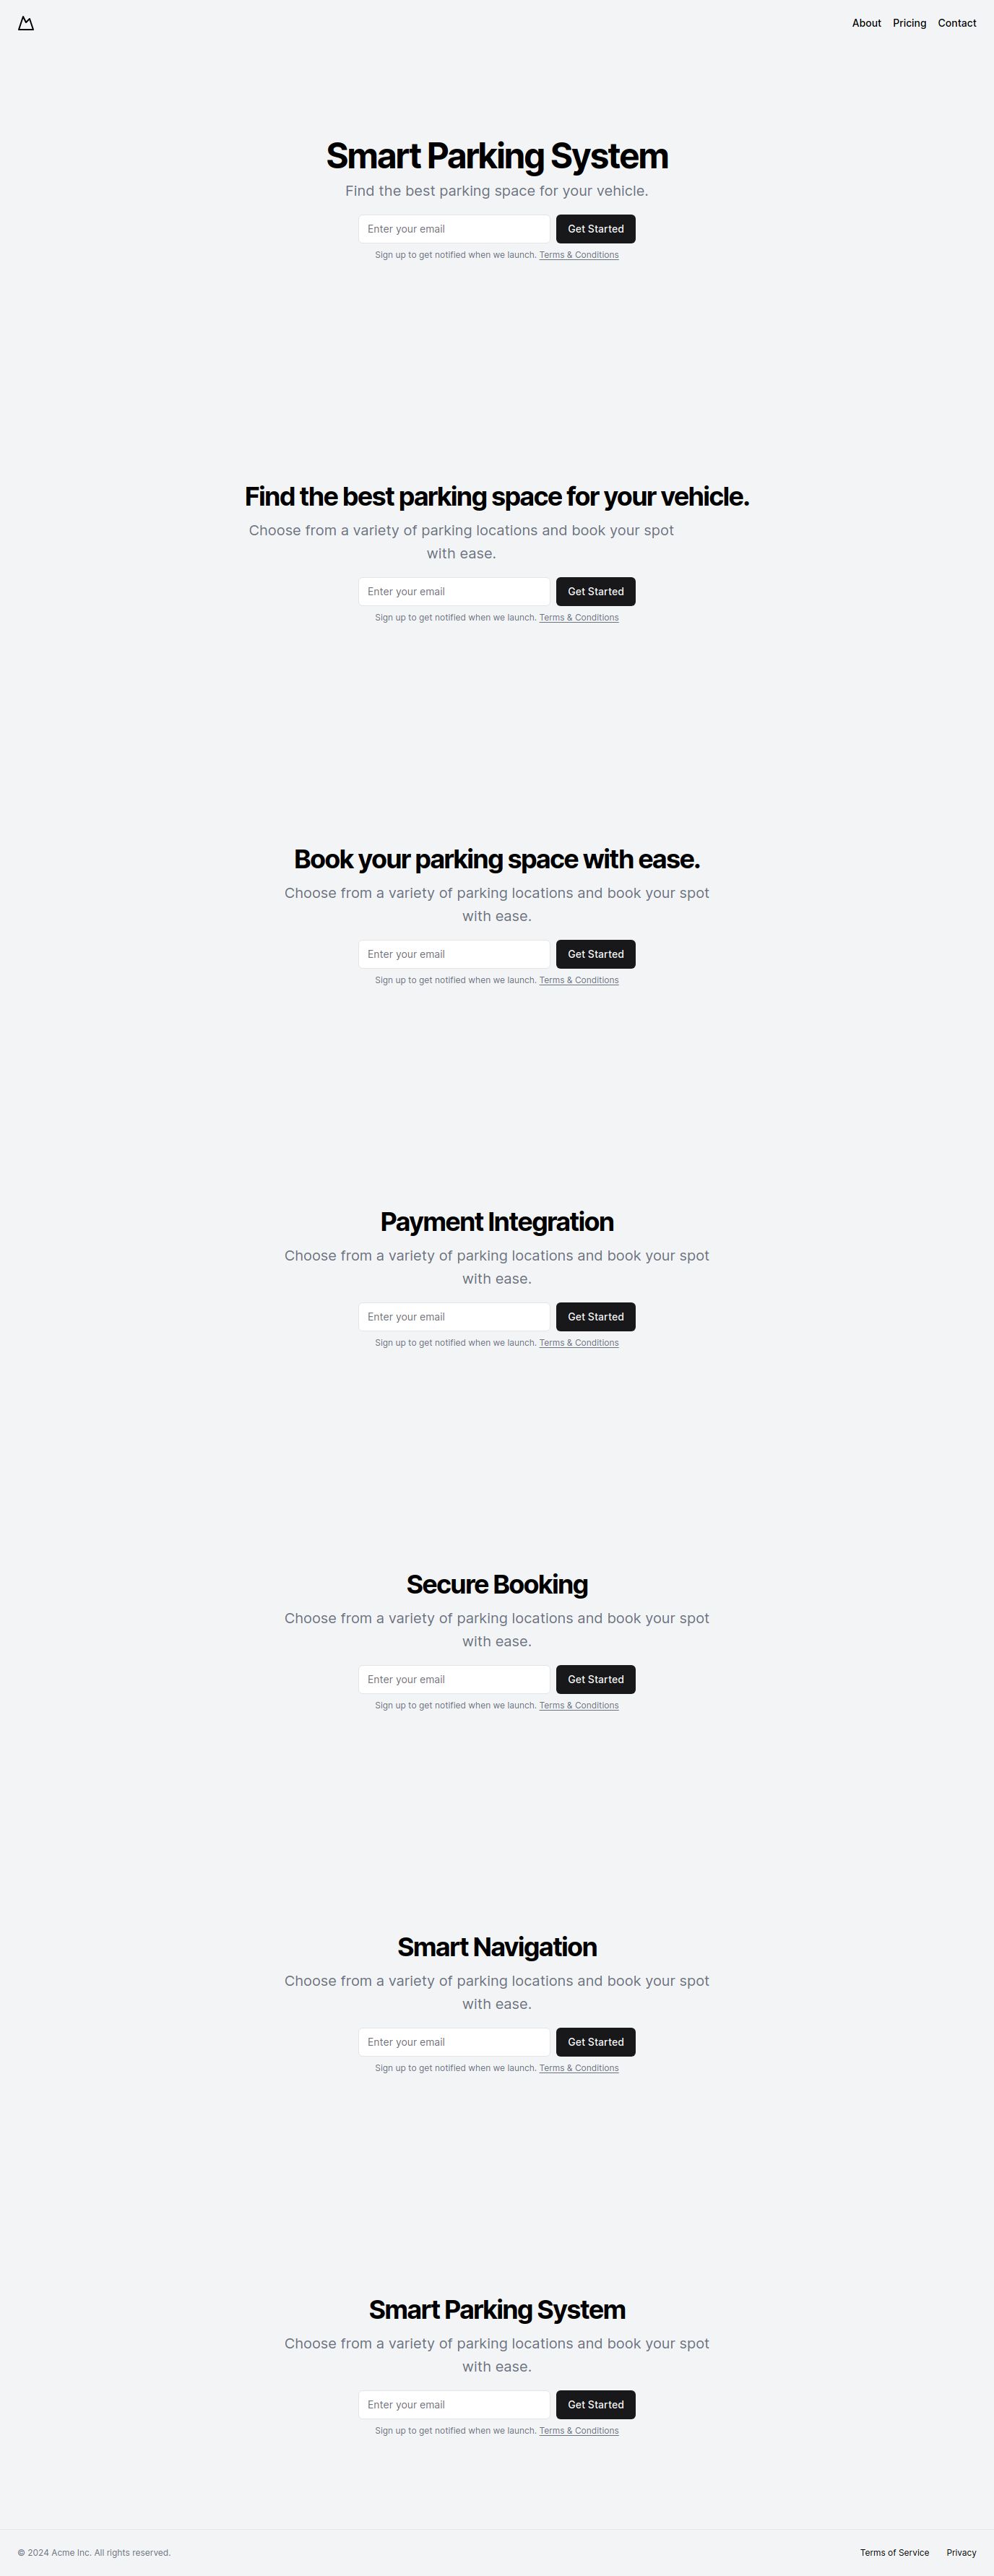 About Pricing Contact
Smart Parking System
Find the best parking space for your vehicle.
Enter your email Get Started
Sign up to get notified when we launch. Terms & Conditions
Find the best parking space for your vehicle.
Choose from a variety of parking locations and book your spot
with ease.
Enter your email Get Started
Sign up to get notified when we launch. Terms & Conditions
Book your parking space with ease.
Choose from a variety of parking locations and book your spot
with ease.
Enter your email Get Started
Sign up to get notified when we launch. Terms & Conditions
Payment Integration
Choose from a variety of parking locations and book your spot
with ease.
Enter your email Get Started
Sign up to get notified when we launch. Terms & Conditions
Secure Booking
Choose from a variety of parking locations and book your spot
with ease.
Enter your email Get Started
Sign up to get notified when we launch. Terms & Conditions
Smart Navigation
Choose from a variety of parking locations and book your spot
with ease.
Enter your email Get Started
Sign up to get notified when we launch. Terms & Conditions
Smart Parking System
Choose from a variety of parking locations and book your spot
with ease.
Enter your email Get Started
Sign up to get notified when we launch. Terms & Conditions
© 2024 Acme Inc. All rights reserved. Terms of Service Privacy